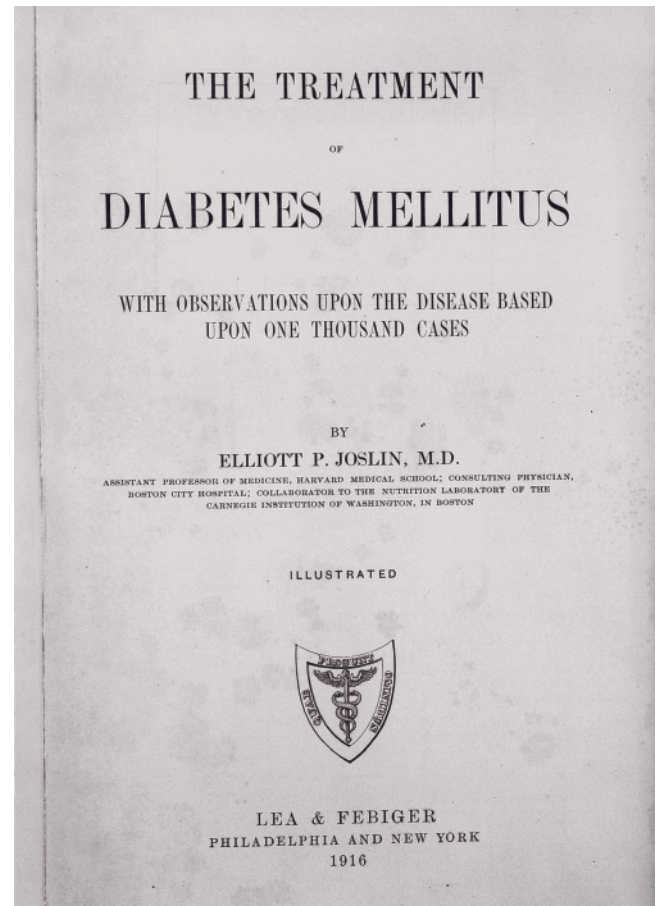 THE TREATMENT
OF
DIABETES MELLITUS
WITH OBSERVATIONS UPON THE DISEASE BASED
UPON ONE THOUSAND CASES
BY
ELLIOTT P. JOSLIN, M.D.
ASSISTANT PROFESSOR OF MEDICINE, HARVARD MEDICAL SCHOOL; CONSULTING PHYSICIAN,
BOSTON CITY HOSPITAL; COLLABORATOR TO THE NUTRITION LABORATORY OF THE
CARNEGIE INSTITUTION OF WASHINGTON, IN BOSTON
ILLUSTRATED
LEA & FEBIGER
PHILADELPHIA AND NEW YORK
1916